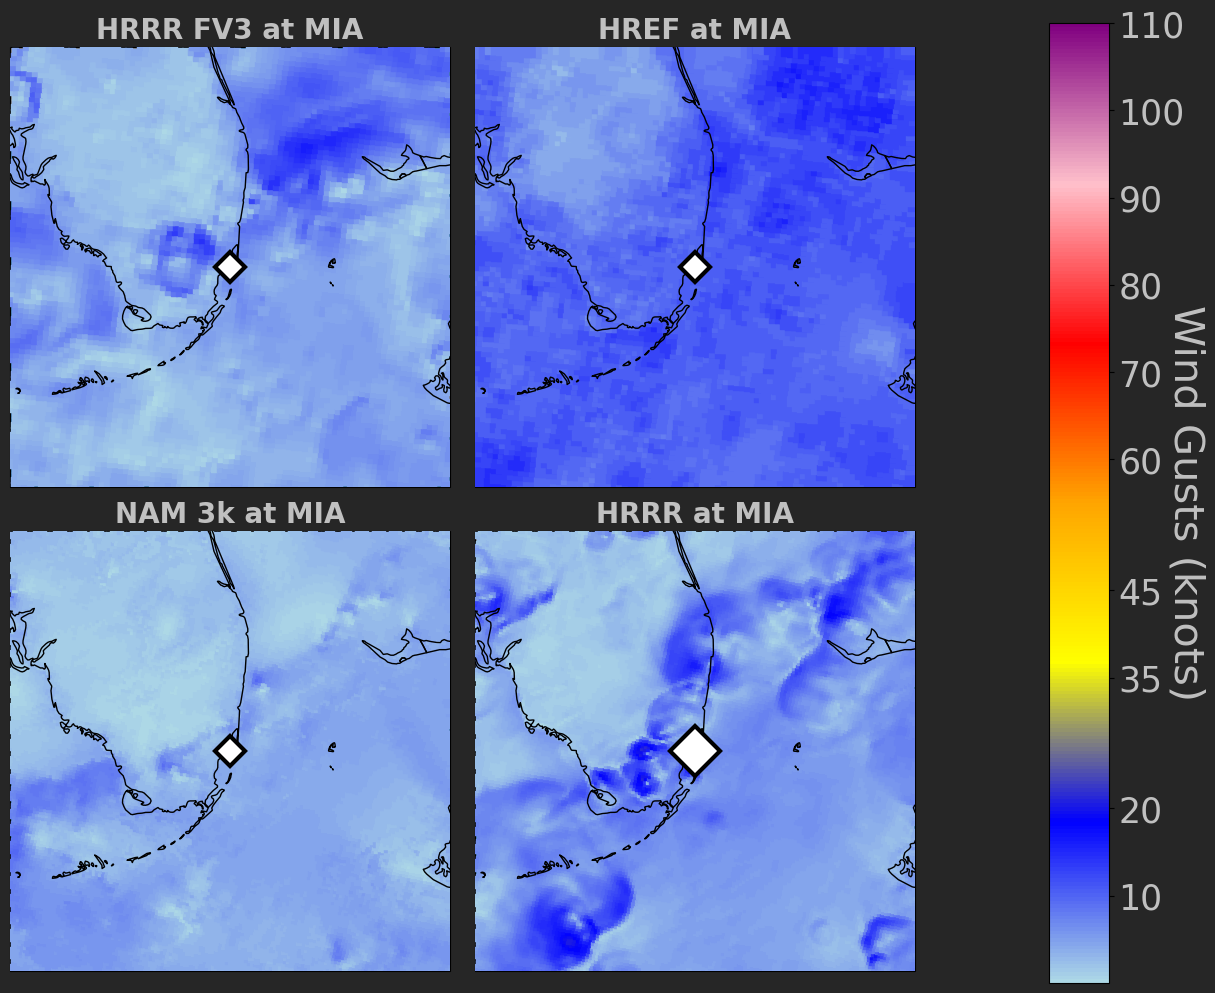 HRRR FV3 at MIA
HREF at MIA
NAM 3k at MIA
HRRR at MIA
110
100
90
80
70
60
45
35
20
10
Wind Gusts (knots)